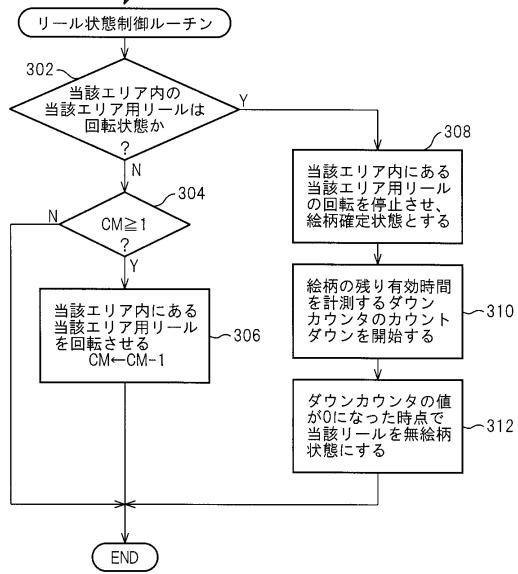 リール状態制御ルーチン
302
当該エリア内の
当該エリア用リールは
回転状態か
?
Y
N
304
N
CM≧1
?
Y
当該エリア内にある
当該エリア用リール
を回転させる
CM←CM-1
306
308
当該エリア内にある
当該エリア用リール
の回転を停止させ、
絵柄確定状態とする
絵柄の残り有効時間
を計測するダウン
カウンタのカウント
ダウンを開始する
310
ダウンカウンタの値
が0になった時点で
当該リールを無絵柄
状態にする
312
END